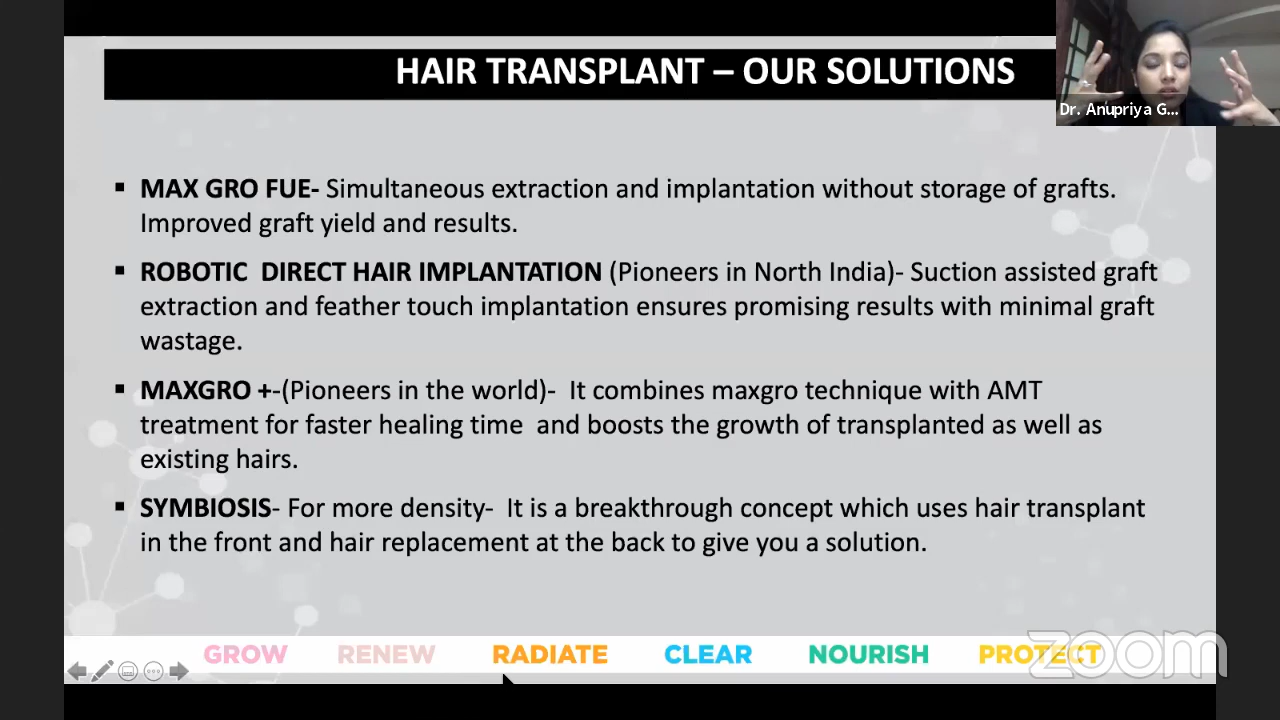 HAIR TRANSPLANT – OUR SOLUTIONS
Dr. Anupriya G...
▪ MAX GRO FUE- Simultaneous extraction and implantation without storage of grafts.
Improved graft yield and results.
▪ ROBOTIC DIRECT HAIR IMPLANTATION (Pioneers in North India)- Suction assisted graft
extraction and feather touch implantation ensures promising results with minimal graft
wastage.
▪ MAXGRO +-(Pioneers in the world)- It combines maxgro technique with AMT
treatment for faster healing time and boosts the growth of transplanted as well as
existing hairs.
▪ SYMBIOSIS- For more density- It is a breakthrough concept which uses hair transplant
in the front and hair replacement at the back to give you a solution.
GROW RENEW RADIATE CLEAR NOURISH PROTECT
zoom